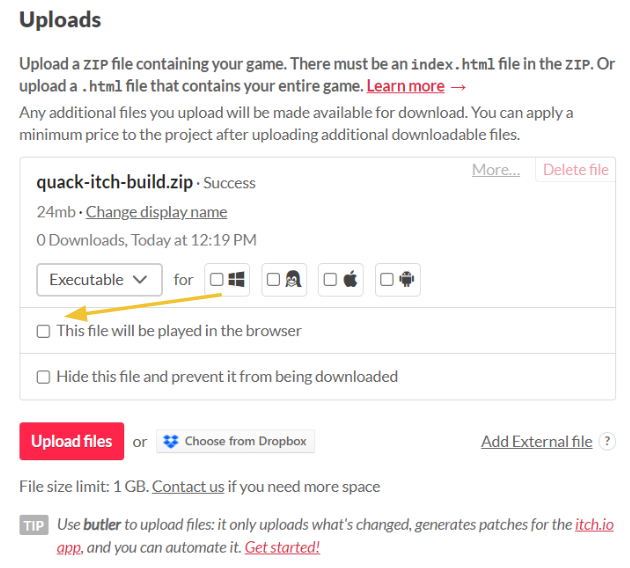 Uploads
Upload a ZIP file containing your game. There must be an index.html file in the ZIP. Or
upload a .html file that contains your entire game. Learn more →
Any additional files you upload will be made available for download. You can apply a
minimum price to the project after uploading additional downloadable files.
More... Delete file
quack-itch-build.zip · Success
24mb · Change display name
0 Downloads, Today at 12:19 PM
Executable for
This file will be played in the browser
Hide this file and prevent it from being downloaded
Upload files or Choose from Dropbox Add External file ?
File size limit: 1 GB. Contact us if you need more space
TIP Use butler to upload files: it only uploads what's changed, generates patches for the itch.io
app, and you can automate it. Get started!